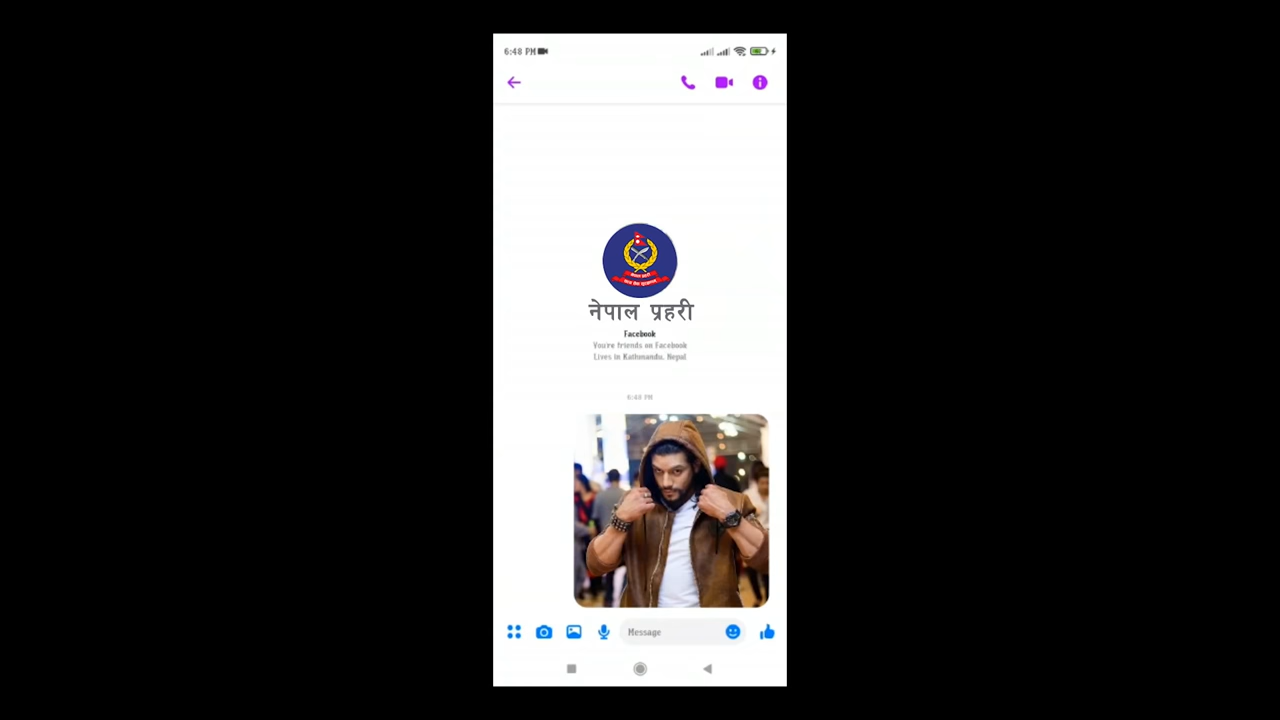 6:48 PM
नेपाल प्रहरी
Facebook
You're friends on Facebook
Lives in Kathmandu, Nepal
6:48 PM
Message